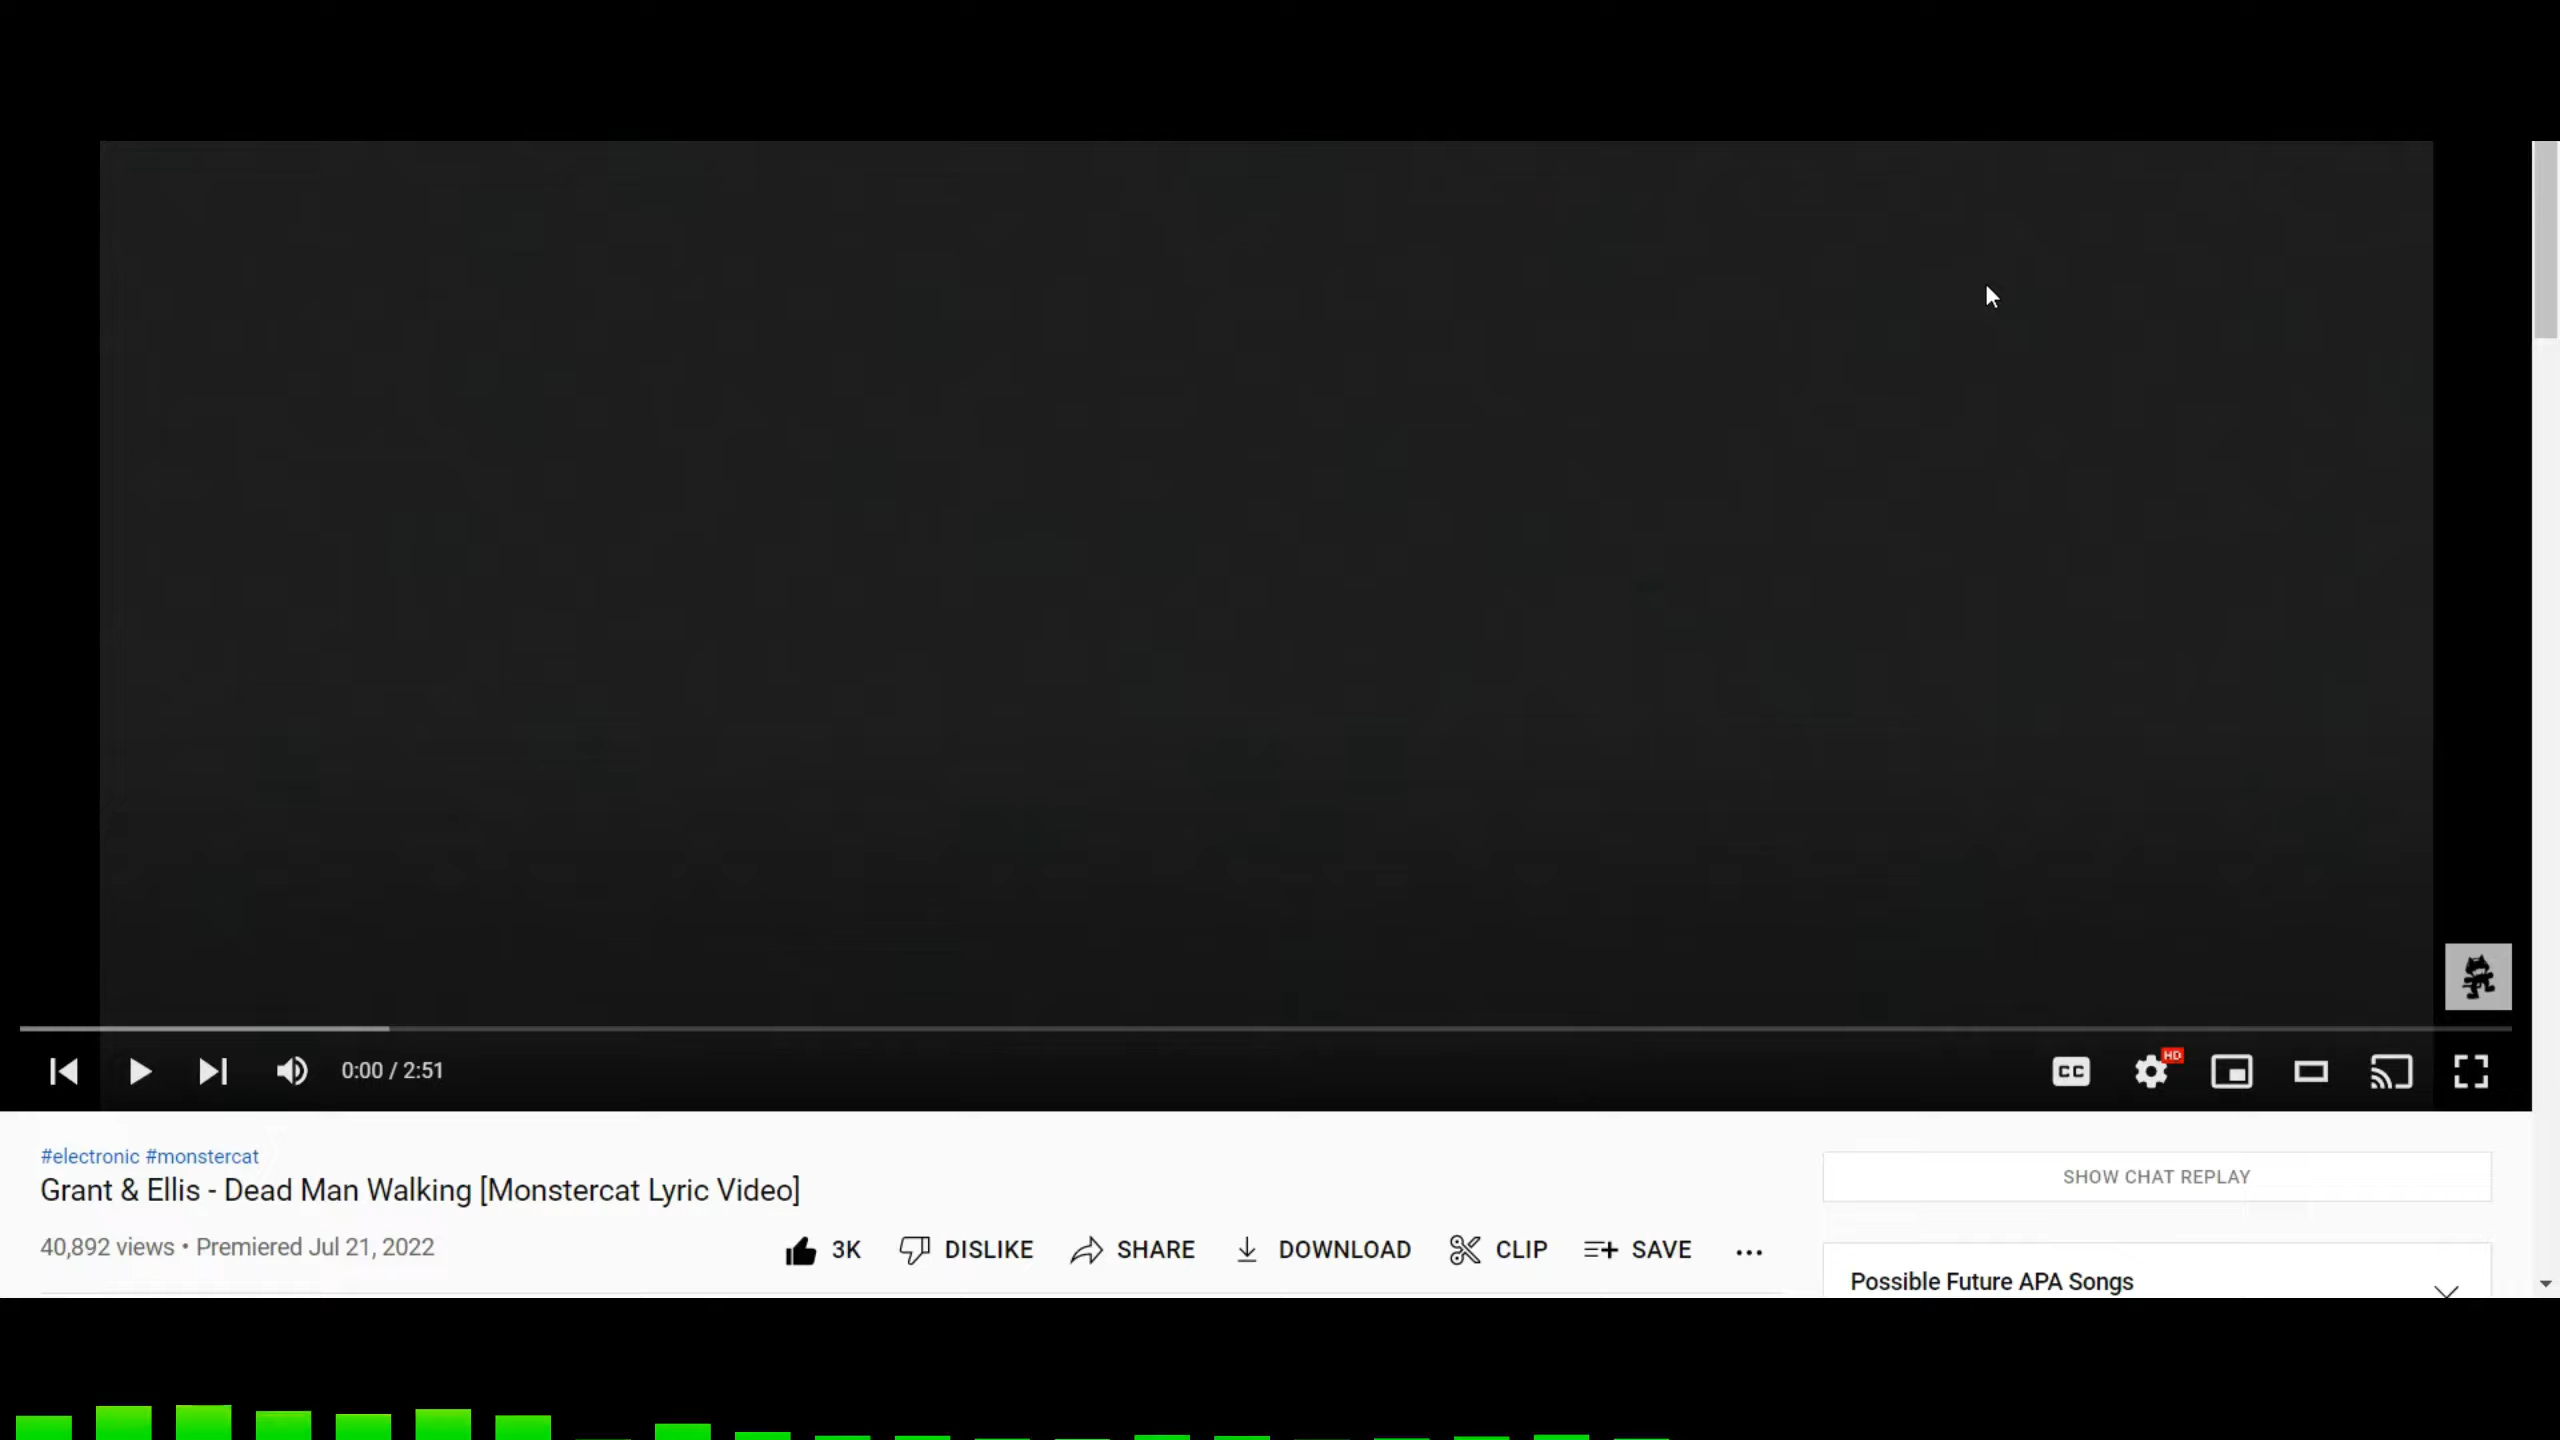 0:00 / 2:51
CC
HD
#electronic #monstercat
Grant & Ellis - Dead Man Walking [Monstercat Lyric Video]
40,892 views • Premiered Jul 21, 2022
3K DISLIKE SHARE DOWNLOAD CLIP SAVE
SHOW CHAT REPLAY
Possible Future APA Songs